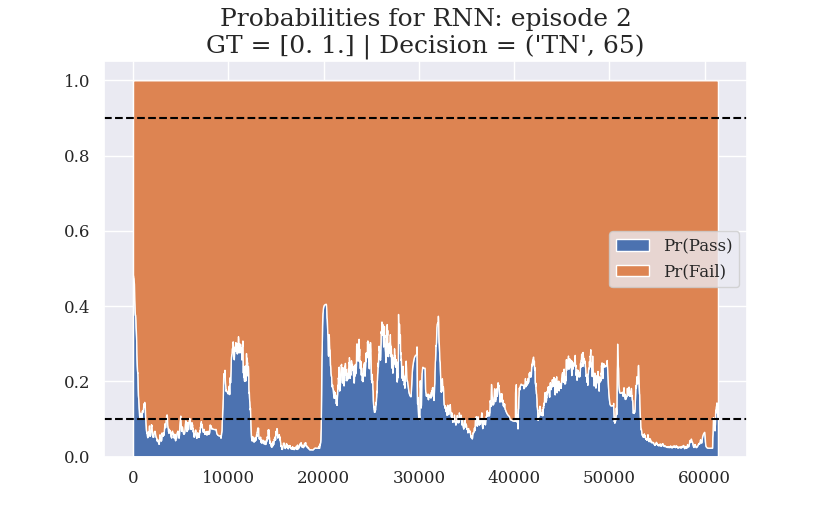 Probabilities for RNN: episode 2
GT = [0. 1.] | Decision = ('TN', 65)
1.0
0.8
0.6
0.4
0.2
0.0
Pr(Pass)
Pr(Fail)
0 10000 20000 30000 40000 50000 60000